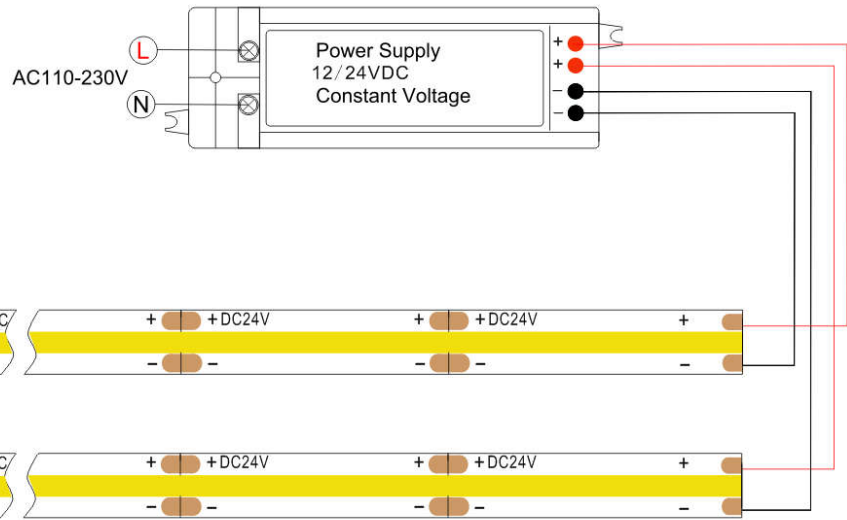 L
AC110-230V
N
Power Supply
12/24VDC
Constant Voltage
+
+
−
−
C + +DC24V + +DC24V +
− − − − −
C + +DC24V + +DC24V +
− − − − −